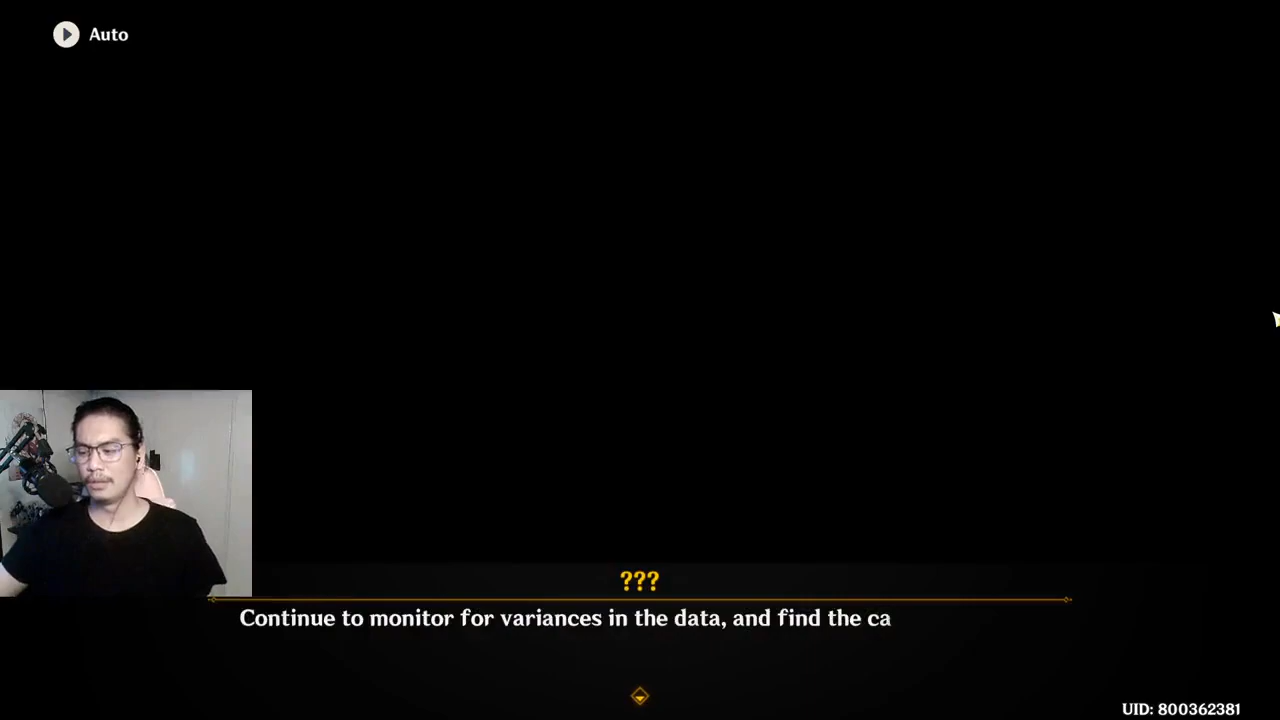 Auto
???
Continue to monitor for variances in the data, and find the ca
UID: 800362381